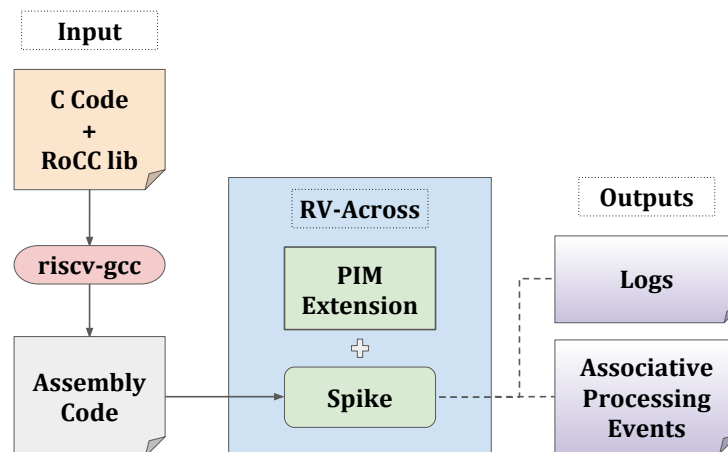 Input
C Code
+
RoCC lib
riscv-gcc
Assembly
Code
RV-Across
PIM
Extension
+
Spike
Outputs
Logs
Associative
Processing
Events